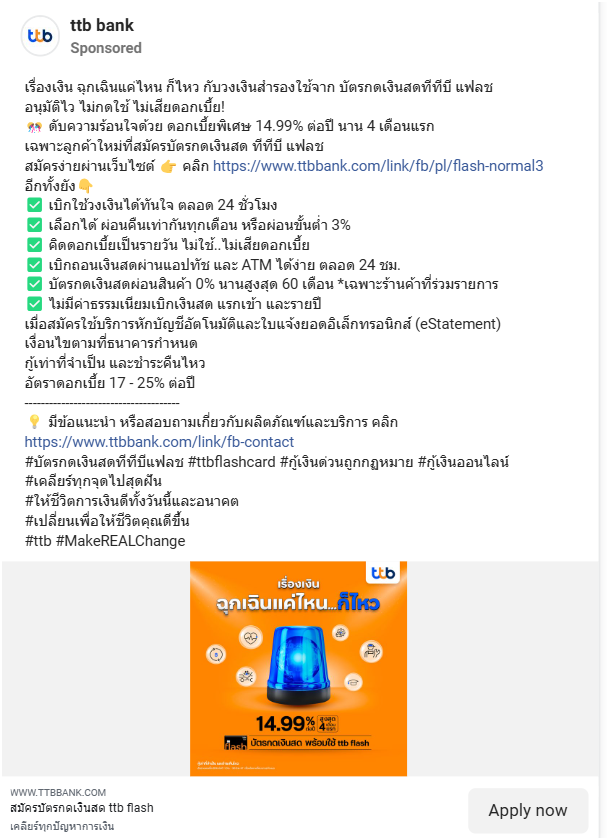 ttb bank
Sponsored
เรื่องเงิน ฉุกเฉินแค่ไหน ก็ไหว กับวงเงินสำรองใช้จาก บัตรกดเงินสดทีทีบี แฟลช
อนุมัติไว ไม่กดใช้ ไม่เสียดอกเบี้ย!
🎊 ดับความร้อนใจด้วย ดอกเบี้ยพิเศษ 14.99% ต่อปี นาน 4 เดือนแรก
เฉพาะลูกค้าใหม่ที่สมัครบัตรกดเงินสด ทีทีบี แฟลช
สมัครง่ายผ่านเว็บไซต์ 👉 คลิก https://www.ttbbank.com/link/fb/pl/flash-normal3
อีกทั้งยัง👇
✅ เบิกใช้วงเงินได้ทันใจ ตลอด 24 ชั่วโมง
✅ เลือกได้ ผ่อนคืนเท่ากันทุกเดือน หรือผ่อนขั้นต่ำ 3%
✅ คิดดอกเบี้ยเป็นรายวัน ไม่ใช้..ไม่เสียดอกเบี้ย
✅ เบิกถอนเงินสดผ่านแอปทัช และ ATM ได้ง่าย ตลอด 24 ชม.
✅ บัตรกดเงินสดผ่อนสินค้า 0% นานสูงสุด 60 เดือน *เฉพาะร้านค้าที่ร่วมรายการ
✅ ไม่มีค่าธรรมเนียมเบิกเงินสด แรกเข้า และรายปี
เมื่อสมัครใช้บริการหักบัญชีอัตโนมัติและใบแจ้งยอดอิเล็กทรอนิกส์ (eStatement)
เงื่อนไขตามที่ธนาคารกำหนด
กู้เท่าที่จำเป็น และชำระคืนไหว
อัตราดอกเบี้ย 17 - 25% ต่อปี
---------------------------------------
💡 มีข้อแนะนำ หรือสอบถามเกี่ยวกับผลิตภัณฑ์และบริการ คลิก
https://www.ttbbank.com/link/fb-contact
#บัตรกดเงินสดทีทีบีแฟลช #ttbflashcard #กู้เงินด่วนถูกกฎหมาย #กู้เงินออนไลน์
#เคลียร์ทุกจุดไปสุดฝัน
#ให้ชีวิตการเงินดีทั้งวันนี้และอนาคต
#เปลี่ยนเพื่อให้ชีวิตคุณดีขึ้น
#ttb #MakeREALChange
ttb
เรื่องเงิน
ฉุกเฉินแค่ไหน...ก็ไหว
14.99% ต่อปี สูงสุด 4 เดือนแรก
flash บัตรกดเงินสด พร้อมใช้ ttb flash
WWW.TTBBANK.COM
สมัครบัตรกดเงินสด ttb flash
เคลียร์ทุกปัญหาการเงิน
Apply now